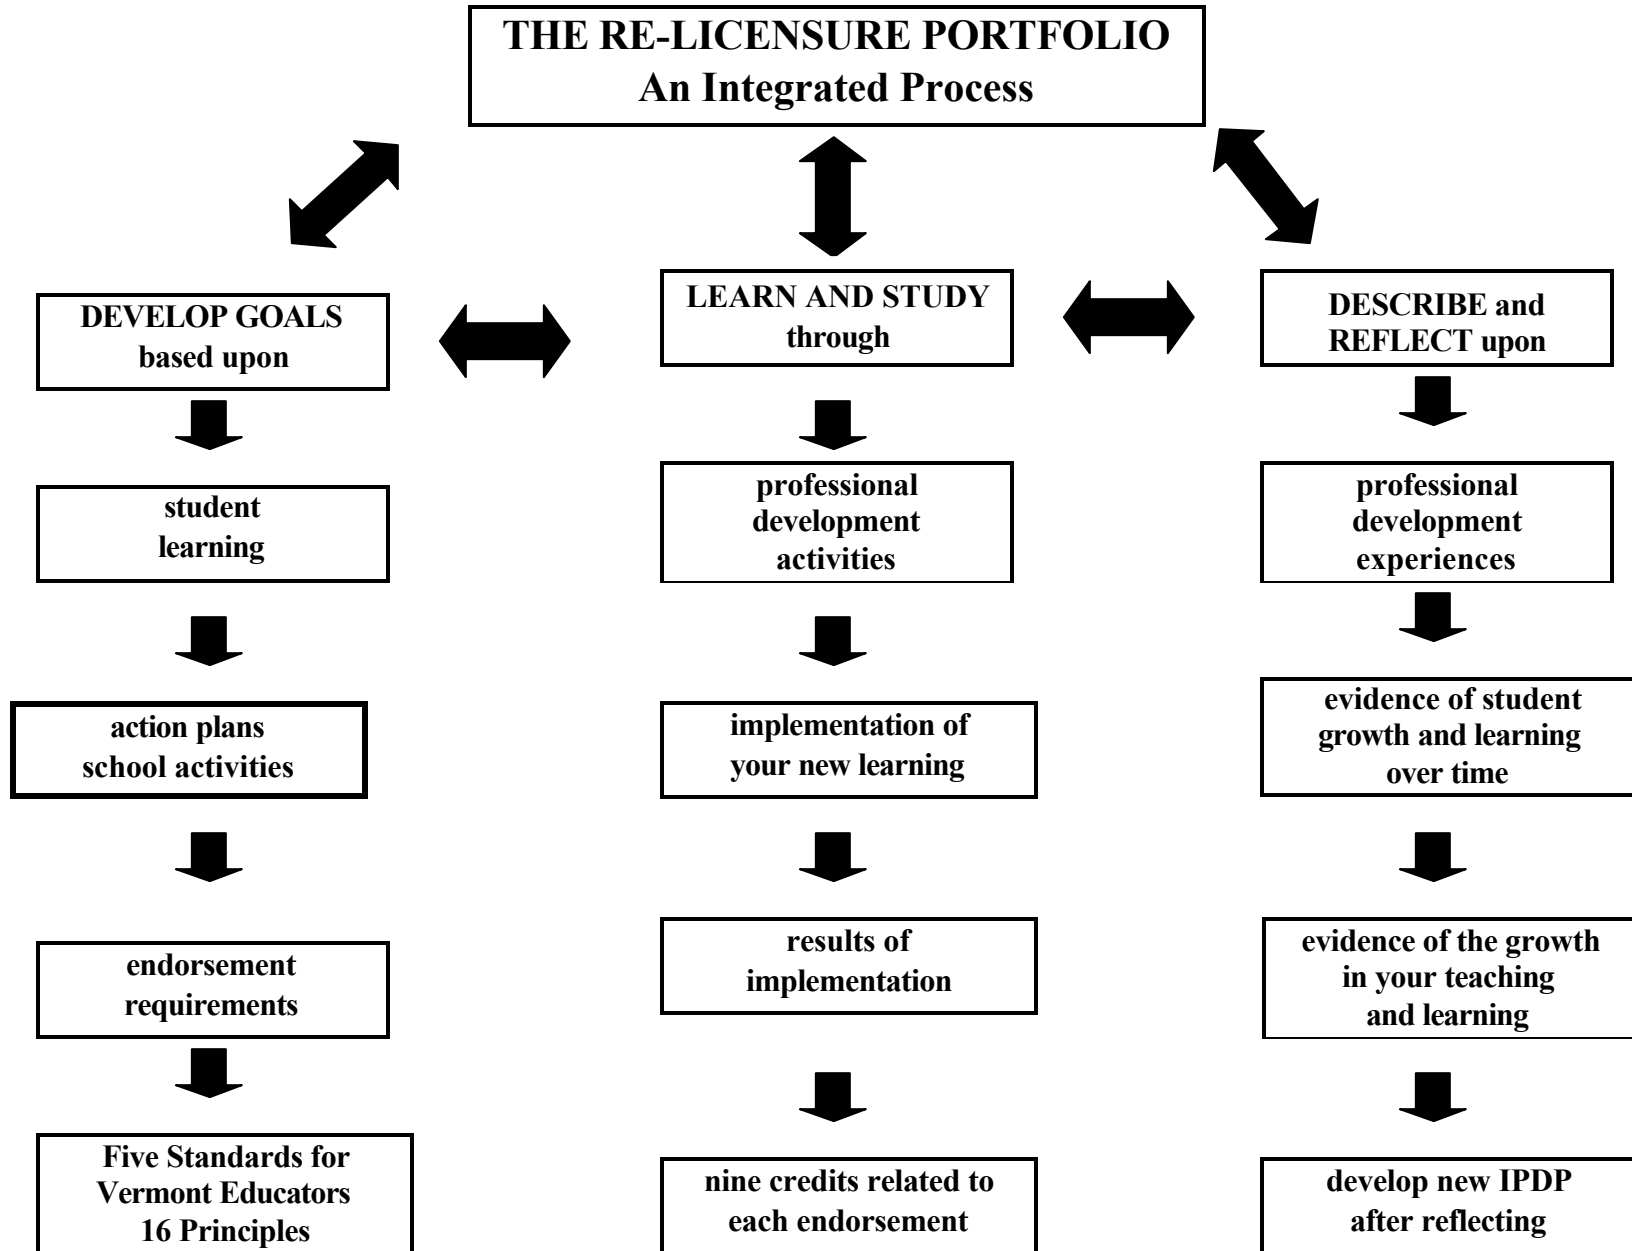 THE RE-LICENSURE PORTFOLIO
An Integrated Process
DEVELOP GOALS
based upon
student
learning
action plans
school activities
endorsement
requirements
Five Standards for
Vermont Educators
16 Principles
LEARN AND STUDY
through
professional
development
activities
implementation of
your new learning
results of
implementation
nine credits related to
each endorsement
DESCRIBE and
REFLECT upon
professional
development
experiences
evidence of student
growth and learning
over time
evidence of the growth
in your teaching
and learning
develop new IPDP
after reflecting